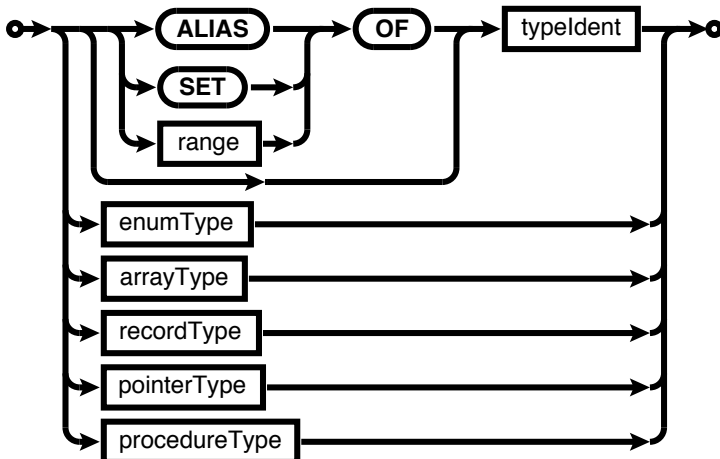 ALIAS OF typeIdent
SET
range
enumType
arrayType
recordType
pointerType
procedureType